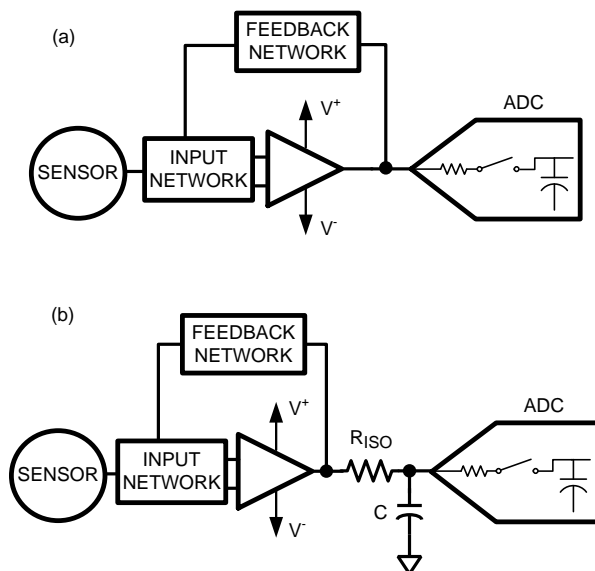 (a)
FEEDBACK
NETWORK
V+
ADC
SENSOR
INPUT
NETWORK
V-
(b)
FEEDBACK
NETWORK
V+
ADC
RISO
SENSOR
INPUT
NETWORK
C
V-